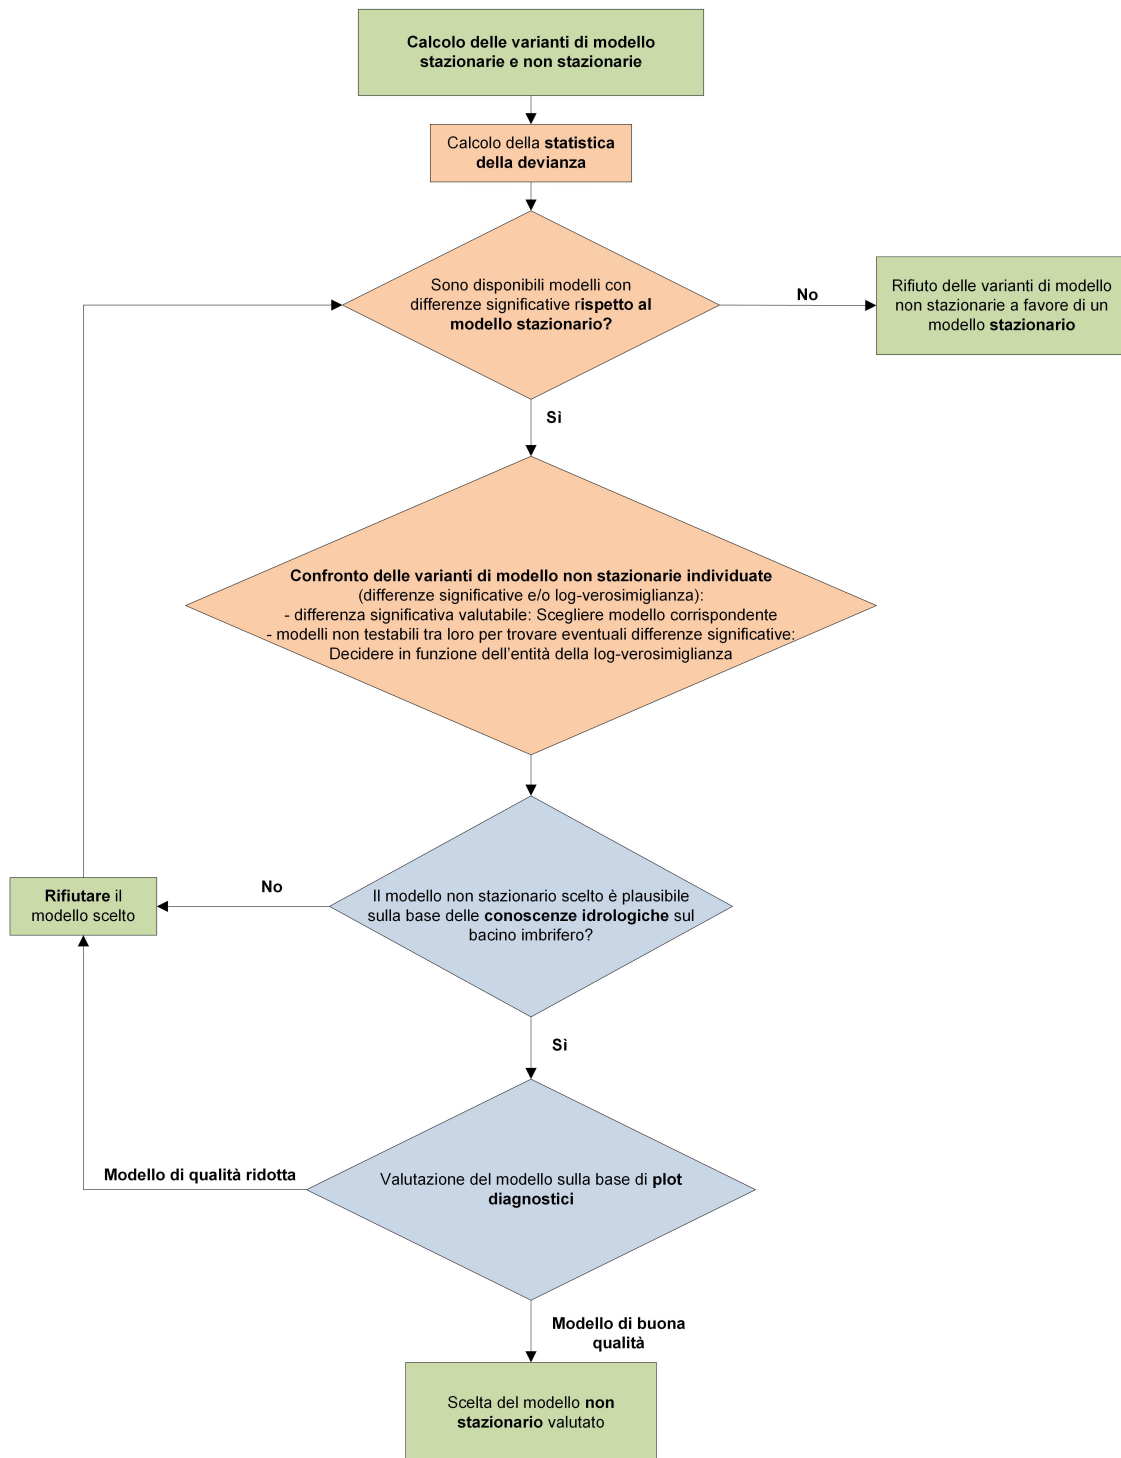 Calcolo delle varianti di modello
stazionarie e non stazionarie
Calcolo della statistica
della devianza
Sono disponibili modelli con
differenze significative rispetto al
modello stazionario?
No
Rifiuto delle varianti di modello
non stazionarie a favore di un
modello stazionario
Sì
Confronto delle varianti di modello non stazionarie individuate
(differenze significative e/o log-verosimiglianza):
- differenza significativa valutabile: Scegliere modello corrispondente
- modelli non testabili tra loro per trovare eventuali differenze significative:
Decidere in funzione dell'entità della log-verosimiglianza
Il modello non stazionario scelto è plausibile
sulla base delle conoscenze idrologiche sul
bacino imbrifero?
No
Rifiutare il
modello scelto
Sì
Valutazione del modello sulla base di plot
diagnostici
Modello di qualità ridotta
Modello di buona
qualità
Scelta del modello non
stazionario valutato